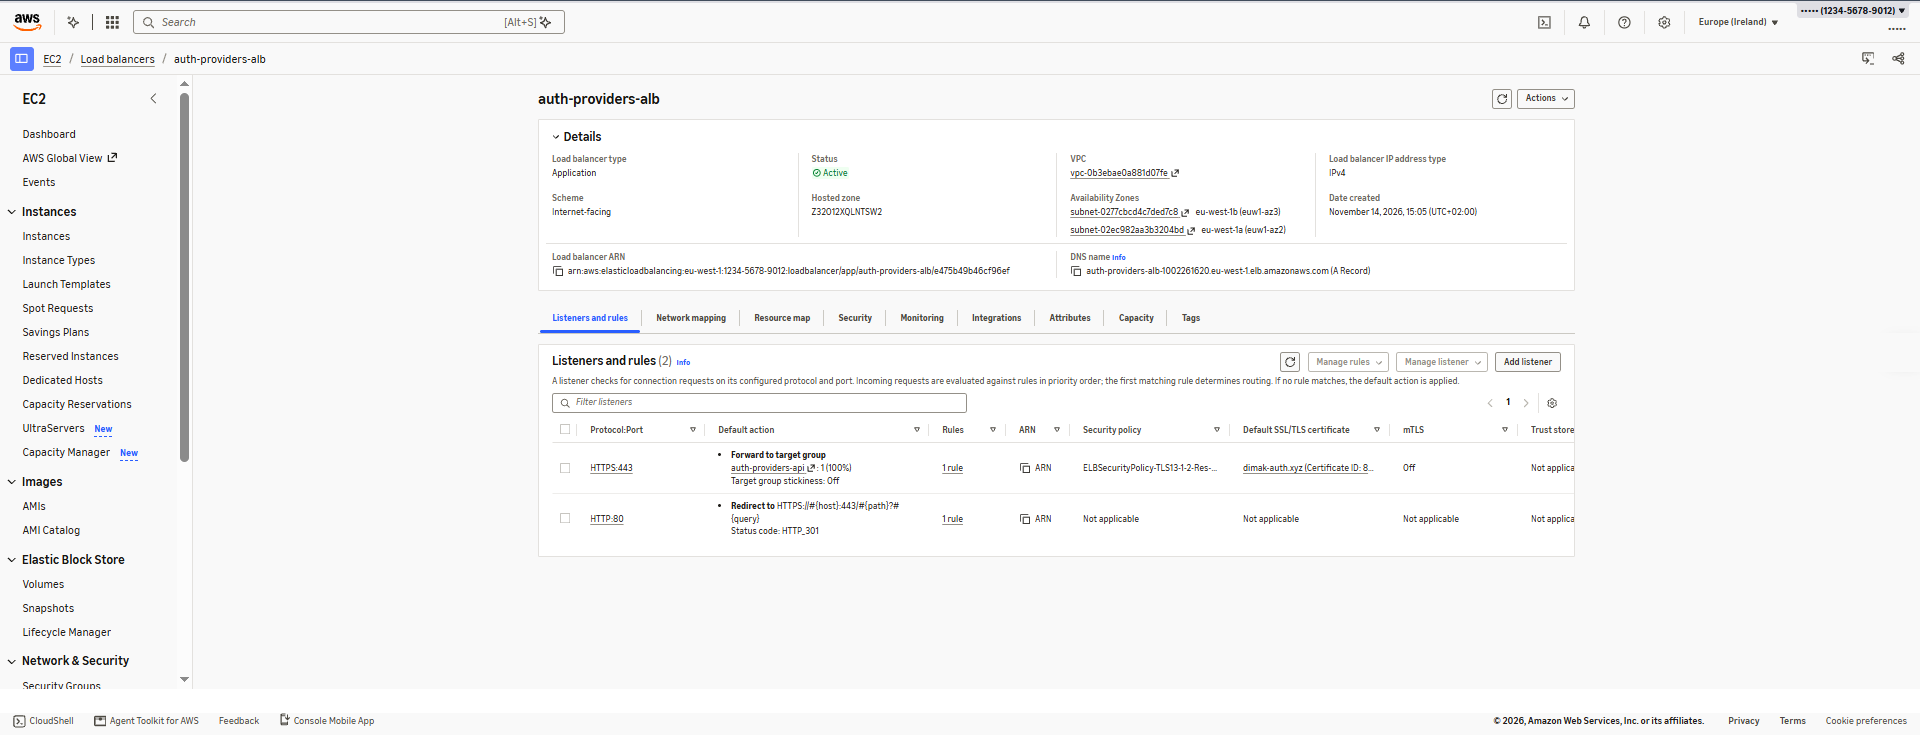 aws
Search
[Alt+S]
Europe (Ireland) ▼
••••• (1234-5678-9012) ▼
•••••
EC2 / Load balancers / auth-providers-alb
EC2
Dashboard
AWS Global View
Events
Instances
Instances
Instance Types
Launch Templates
Spot Requests
Savings Plans
Reserved Instances
Dedicated Hosts
Capacity Reservations
UltraServers New
Capacity Manager New
Images
AMIs
AMI Catalog
Elastic Block Store
Volumes
Snapshots
Lifecycle Manager
Network & Security
Security Groups
auth-providers-alb
Actions
Details
Load balancer type
Application
Status
Active
VPC
vpc-0b3ebae0a881d07fe
Load balancer IP address type
IPv4
Scheme
Internet-facing
Hosted zone
Z32O12XQLNTSW2
Availability Zones
subnet-0277cbcd4c7ded7c8 eu-west-1b (euw1-az3)
subnet-02ec982aa3b3204bd eu-west-1a (euw1-az2)
Date created
November 14, 2026, 15:05 (UTC+02:00)
Load balancer ARN
arn:aws:elasticloadbalancing:eu-west-1:1234-5678-9012:loadbalancer/app/auth-providers-alb/e475b49b46cf96ef
DNS name Info
auth-providers-alb-1002261620.eu-west-1.elb.amazonaws.com (A Record)
Listeners and rules
Network mapping
Resource map
Security
Monitoring
Integrations
Attributes
Capacity
Tags
Listeners and rules (2) Info
Manage rules
Manage listener
Add listener
A listener checks for connection requests on its configured protocol and port. Incoming requests are evaluated against rules in priority order; the first matching rule determines routing. If no rule matches, the default action is applied.
Filter listeners
1
Protocol:Port
Default action
Rules
ARN
Security policy
Default SSL/TLS certificate
mTLS
Trust store
HTTPS:443
• Forward to target group
auth-providers-api : 1 (100%)
Target group stickiness: Off
1 rule
ARN
ELBSecurityPolicy-TLS13-1-2-Res-...
dimak-auth.xyz (Certificate ID: 8...
Off
Not applica
HTTP:80
• Redirect to HTTPS://#{host}:443/#{path}?#
{query}
Status code: HTTP_301
1 rule
ARN
Not applicable
Not applicable
Not applicable
Not applica
CloudShell
Agent Toolkit for AWS
Feedback
Console Mobile App
© 2026, Amazon Web Services, Inc. or its affiliates.
Privacy
Terms
Cookie preferences